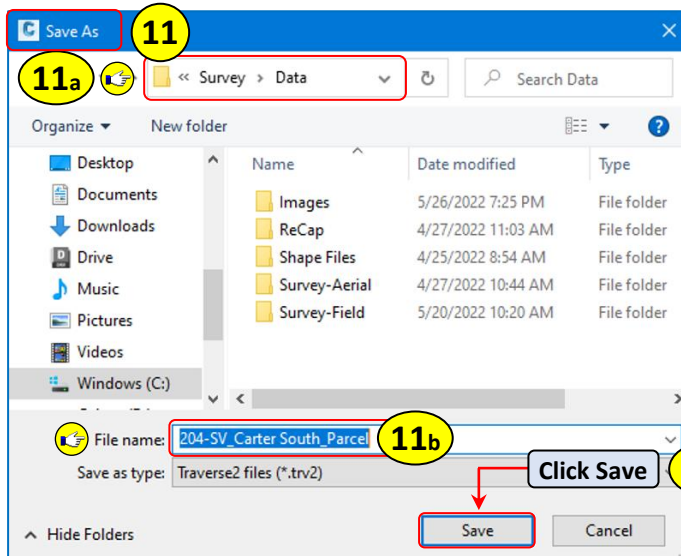 Save As
11
11a
« Survey > Data
Search Data
Organize
New folder
?
Name
Date modified
Type
Desktop
Documents
Downloads
Drive
Music
Pictures
Videos
Windows (C:)
Images 5/26/2022 7:25 PM File folder
ReCap 4/27/2022 11:03 AM File folder
Shape Files 4/25/2022 8:54 AM File folder
Survey-Aerial 4/27/2022 10:44 AM File folder
Survey-Field 5/20/2022 10:20 AM File folder
File name: 204-SV_Carter South_Parcel
11b
Save as type: Traverse2 files (*.trv2)
Click Save
Hide Folders
Save
Cancel